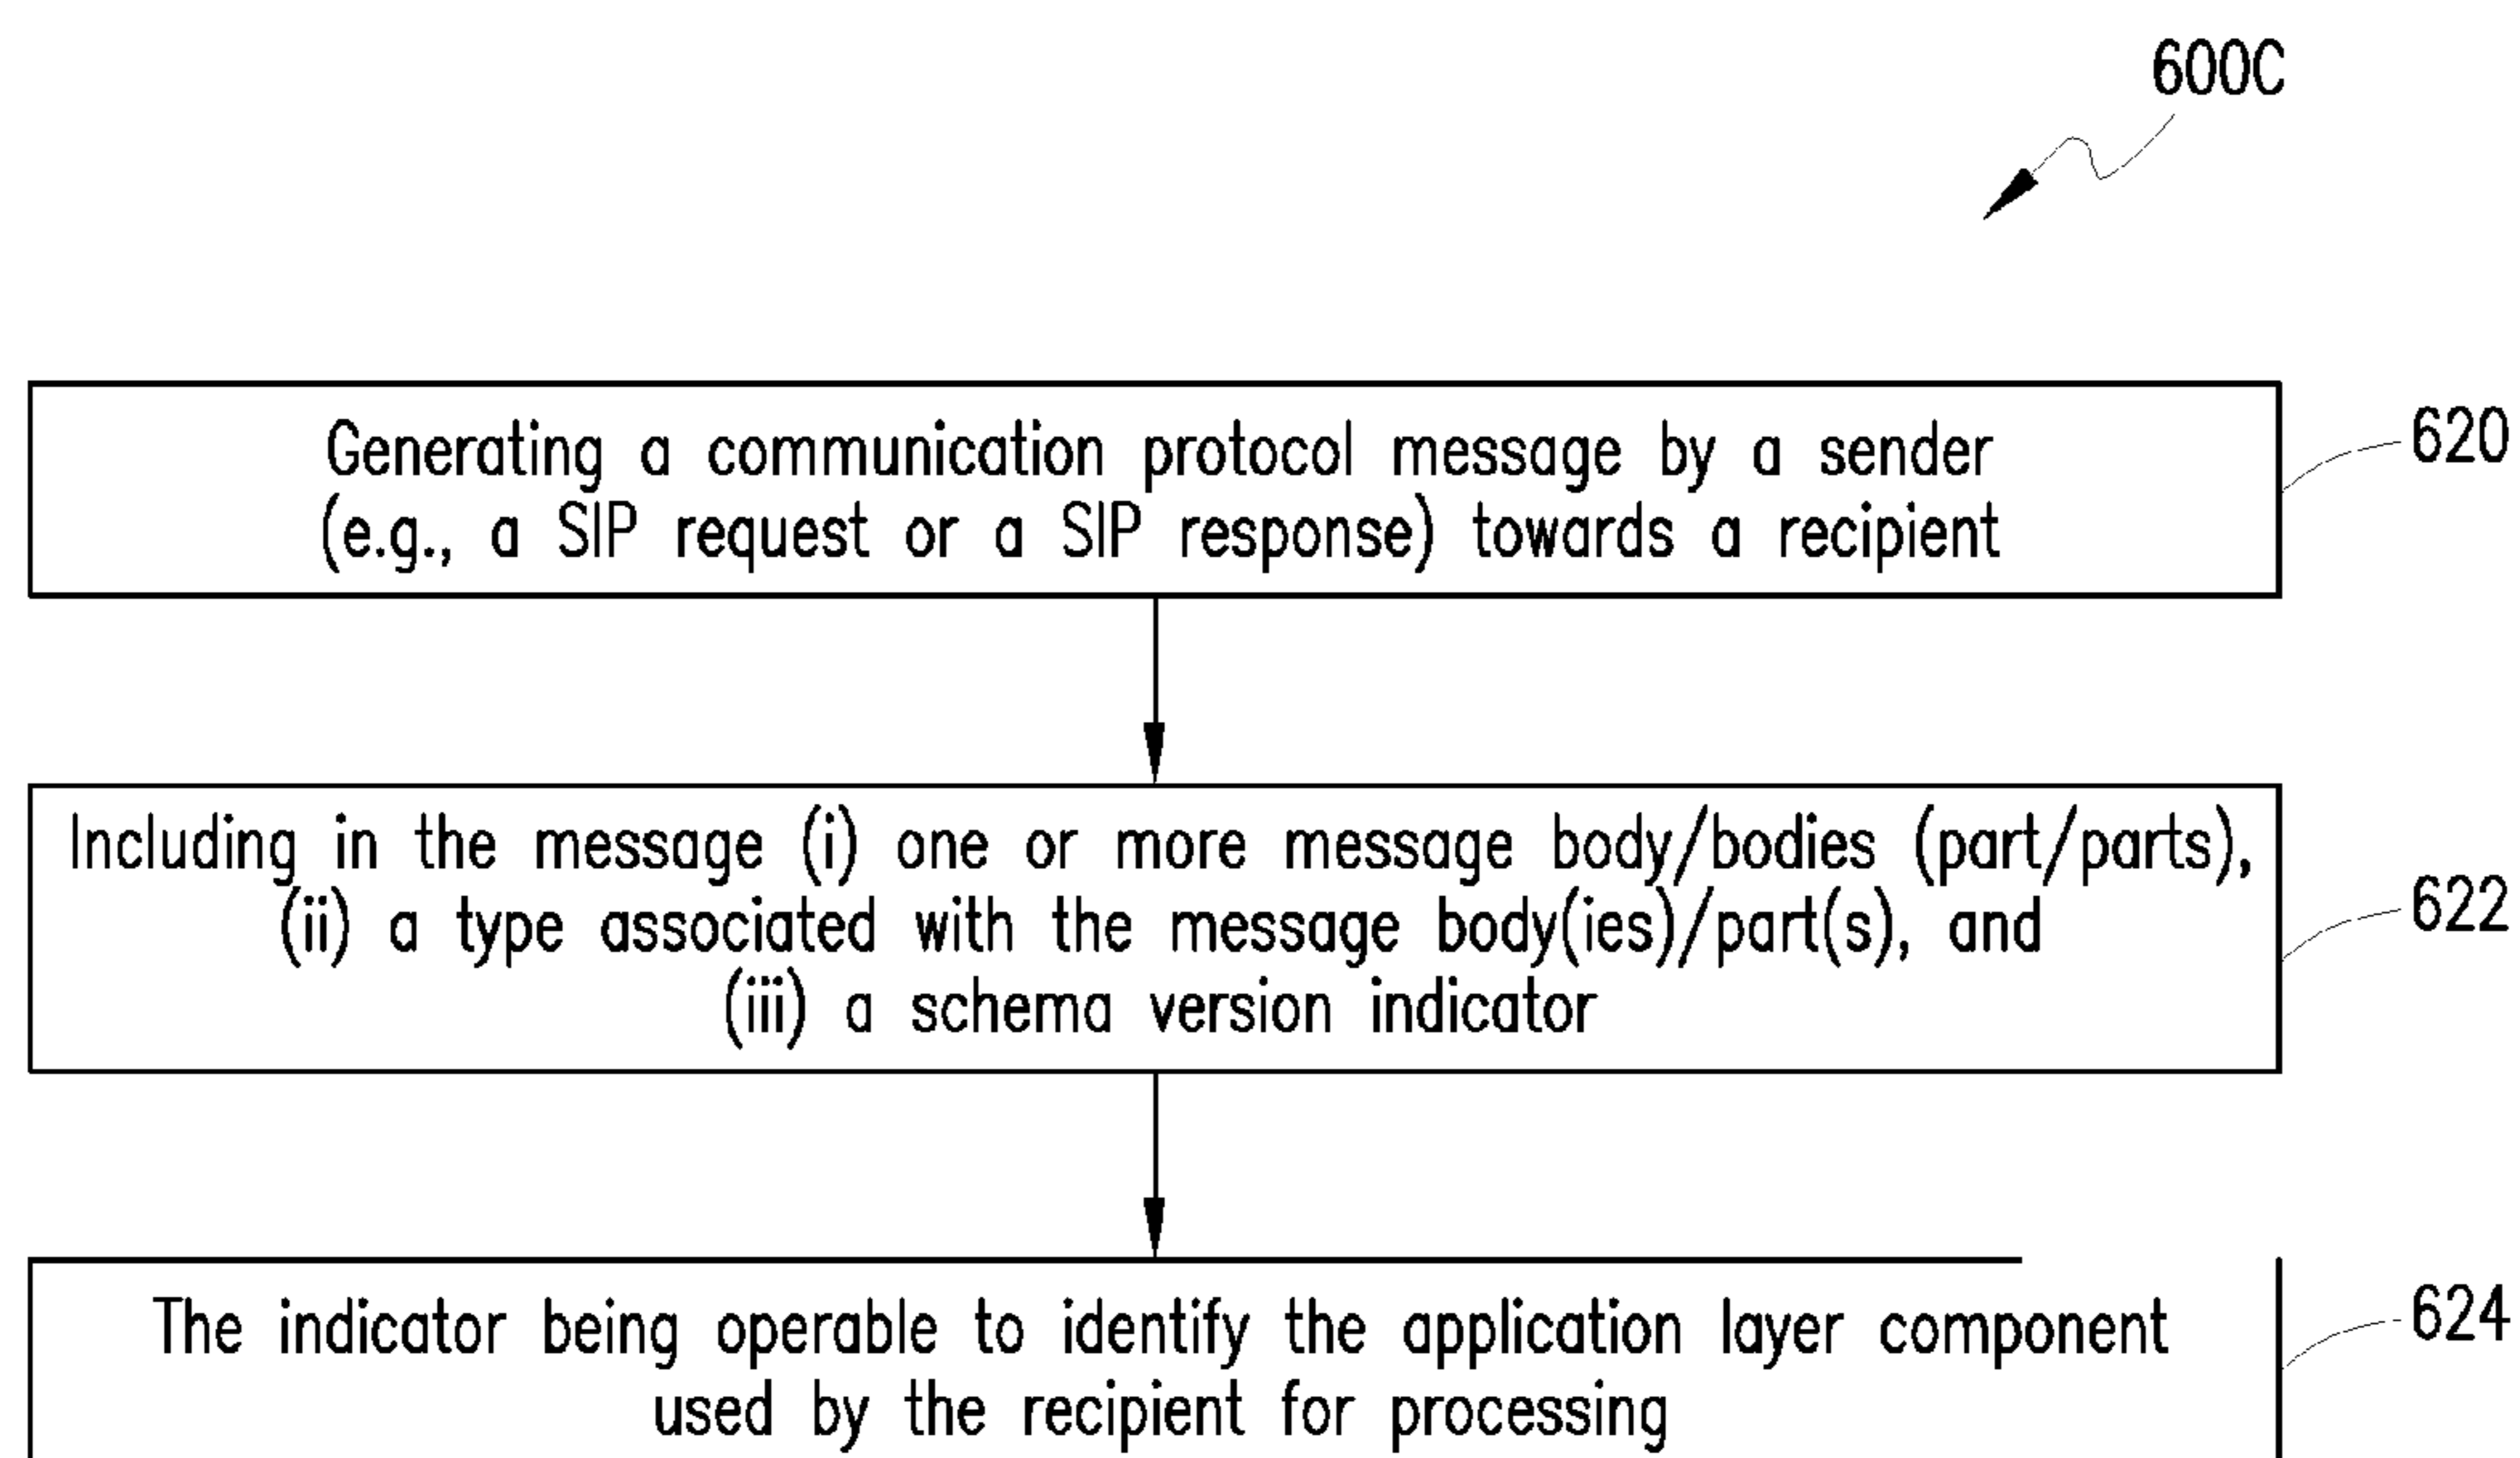 600C
Generating a communication protocol message by a sender
(e.g., a SIP request or a SIP response) towards a recipient
620
Including in the message (i) one or more message body/bodies (part/parts),
(ii) a type associated with the message body(ies)/part(s), and
(iii) a schema version indicator
622
The indicator being operable to identify the application layer component
used by the recipient for processing
624